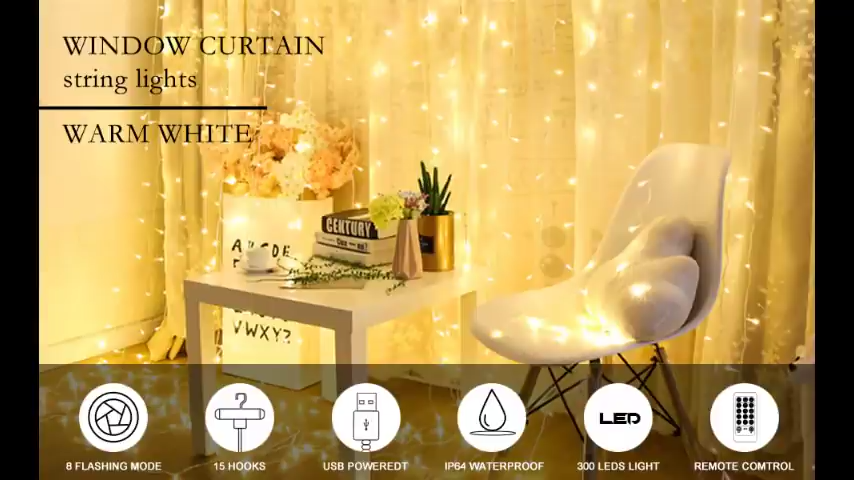 WINDOW CURTAIN
string lights
WARM WHITE
CENTURY
A B C D E
VWXYZ
8 FLASHING MODE
15 HOOKS
USB POWEREDT
IP64 WATERPROOF
LED
300 LEDS LIGHT
REMOTE COMTROL